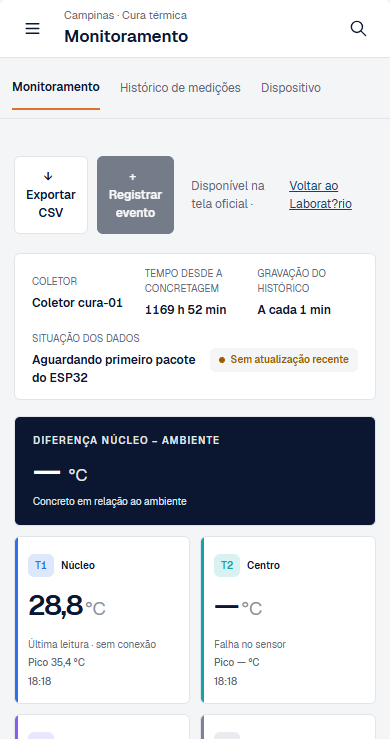 Campinas · Cura térmica
Monitoramento
Monitoramento
Histórico de medições
Dispositivo
↓
Exportar
CSV
+
Registrar
evento
Disponível na
tela oficial ·
Voltar ao
Laborat?rio
COLETOR
Coletor cura-01
TEMPO DESDE A
CONCRETAGEM
1169 h 52 min
GRAVAÇÃO DO
HISTÓRICO
A cada 1 min
SITUAÇÃO DOS DADOS
Aguardando primeiro pacote
do ESP32
Sem atualização recente
DIFERENÇA NÚCLEO – AMBIENTE
— °C
Concreto em relação ao ambiente
T1 Núcleo
28,8 °C
Última leitura · sem conexão
Pico 35,4 °C
18:18
T2 Centro
— °C
Falha no sensor
Pico — °C
18:18